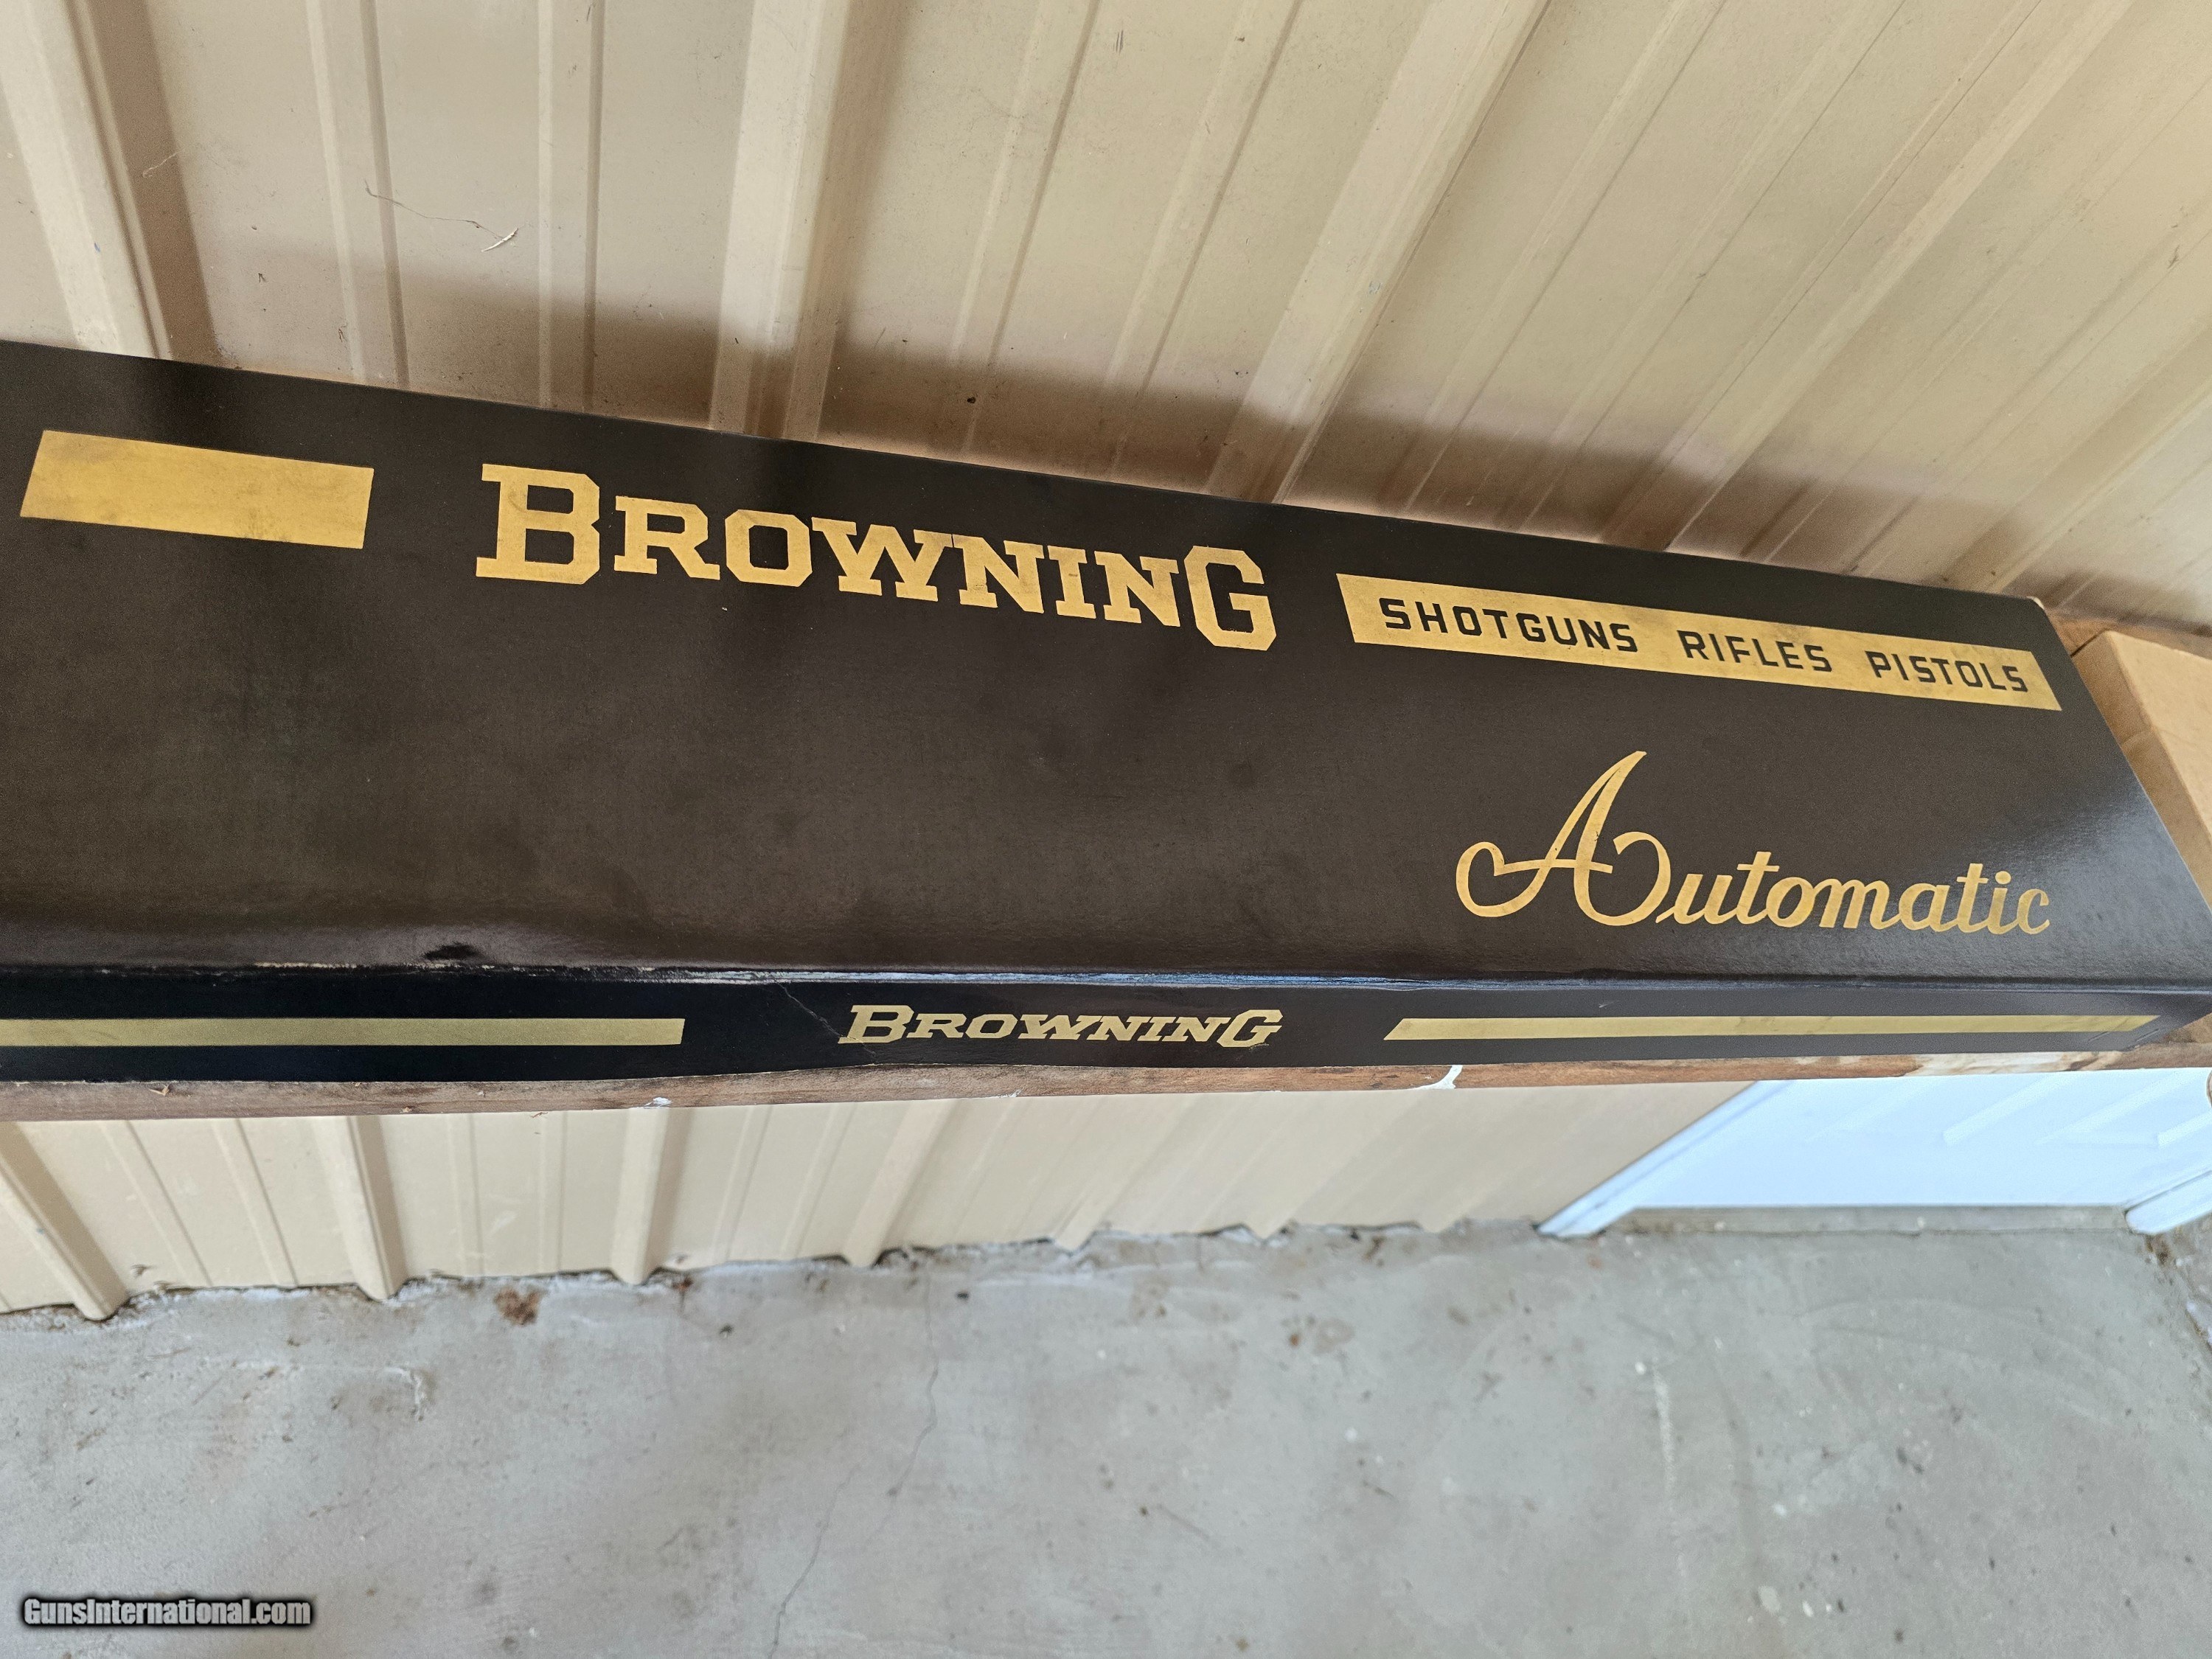 BROWNING
SHOTGUNS RIFLES PISTOLS
Automatic
BROWNING
GunsInternational.com